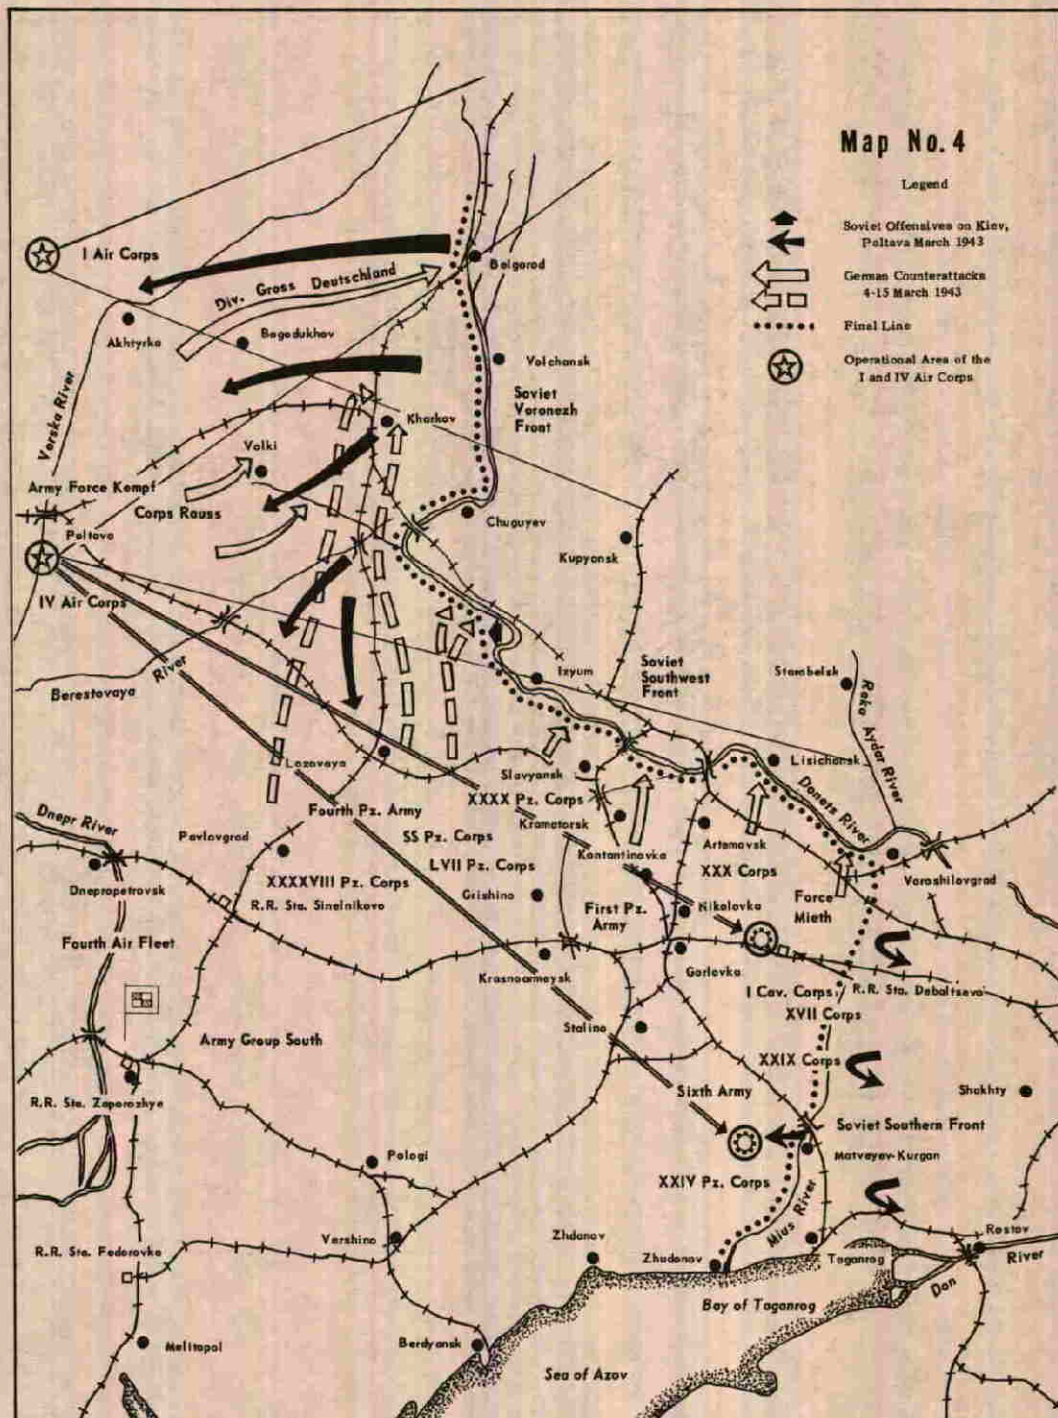 Map No. 4
Legend
Soviet Offensives on Kiev,
Poltava March 1943
German Counterattacks
4-15 March 1943
Final Line
Operational Area of the
I and IV Air Corps
I Air Corps
Div. Gross Deutschland
Belgorod
Akhtyrka
Bogodukhov
Volchansk
Vorska River
Soviet
Voronezh
Front
Kharkov
Valki
Army Force Kempf
Corps Rauss
Chuguyev
Poltava
Kupyansk
IV Air Corps
Berestovaya River
Izyum
Soviet
Southwest
Front
Starobelsk
Reka Aydar River
Lozovaya
Slavyansk
Lisichansk
Donets River
XXXX Pz. Corps
Fourth Pz. Army
Kramatorsk
Dnepr River
Pavlovgrad
SS Pz. Corps
Artemovsk
LVII Pz. Corps
Kontantinovka
XXX Corps
Voroshilovgrad
Dnepropetrovsk
XXXXVIII Pz. Corps
Grishino
R.R. Sta. Sinelnikovo
First Pz.
Army
Nikolovka
Force
Mieth
Fourth Air Fleet
Krasnoarmeysk
Gorlovka
I Cav. Corps
R.R. Sta. Debaltsevo
XVII Corps
Stalino
Army Group South
XXIX Corps
R.R. Sta. Zaporozhye
Sixth Army
Shakhty
Soviet Southern Front
Matveyev-Kurgan
Pologi
XXIV Pz. Corps
Mius River
R.R. Sta. Fedorovka
Vershino
Zhdanov
Zhudanov
Taganrog
Rostov
Don River
Bay of Taganrog
Melitopol
Berdyansk
Sea of Azov